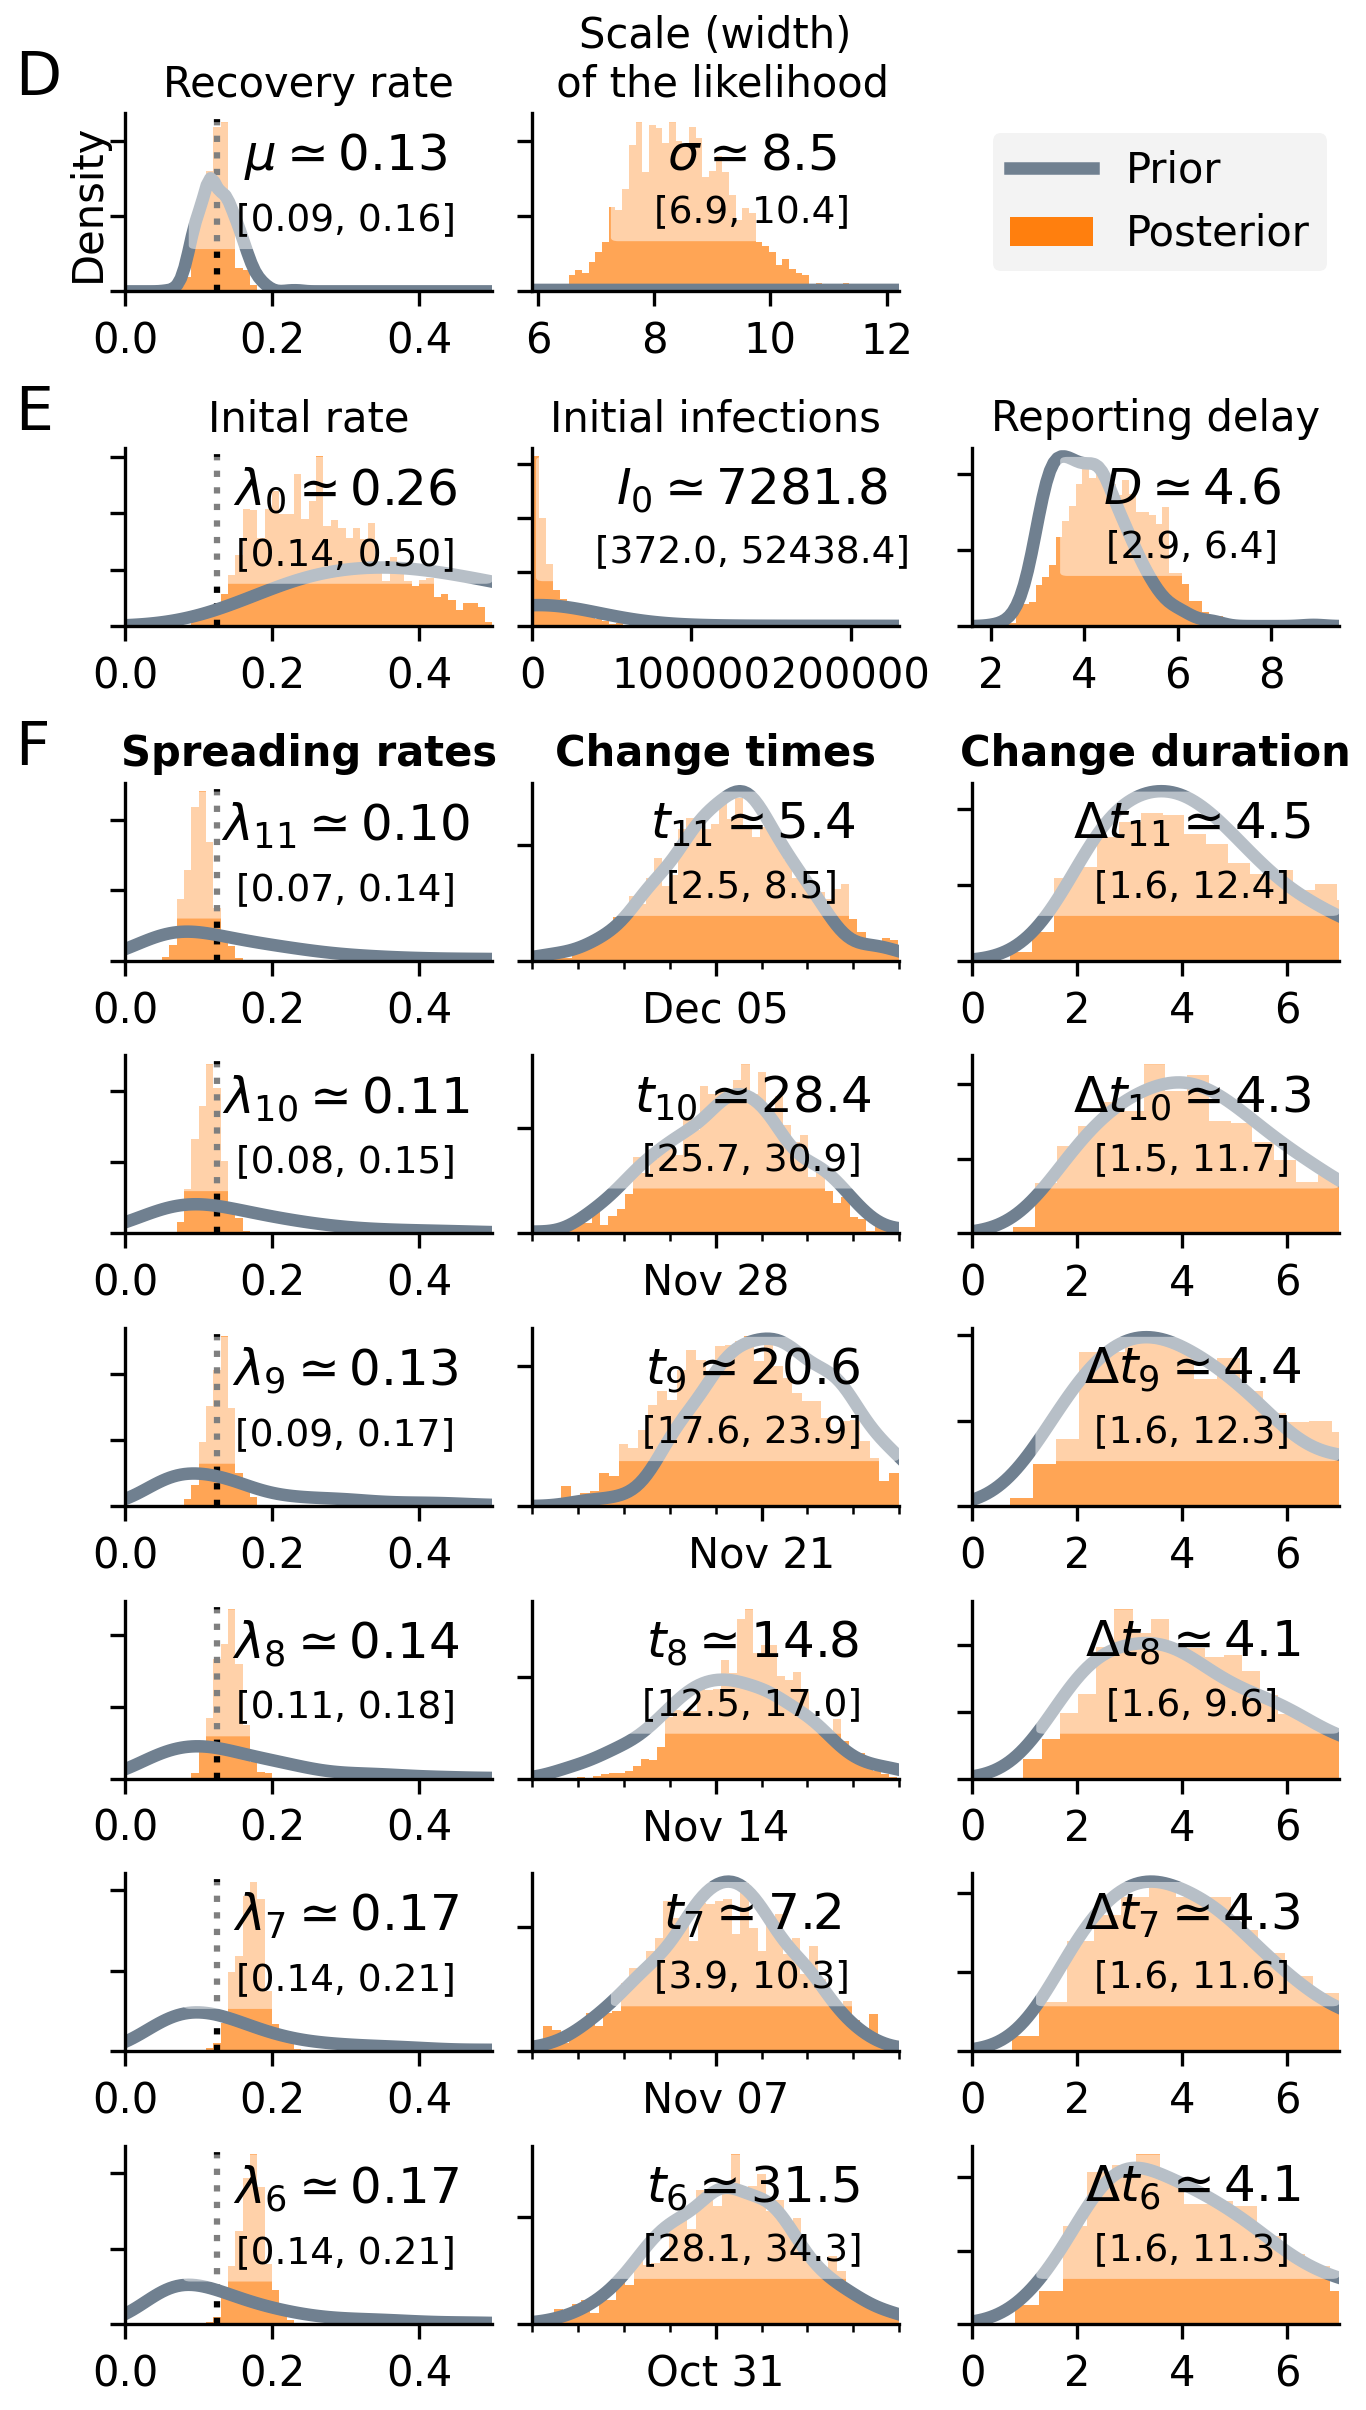 D
Recovery rate
Scale (width)
of the likelihood
Density
μ ≃ 0.13
[0.09, 0.16]
0.0 0.2 0.4
σ ≃ 8.5
[6.9, 10.4]
6 8 10 12
Prior
Posterior
E
Inital rate
λ0 ≃ 0.26
[0.14, 0.50]
0.0 0.2 0.4
Initial infections
I0 ≃ 7281.8
[372.0, 52438.4]
0 100000 200000
Reporting delay
D ≃ 4.6
[2.9, 6.4]
2 4 6 8
F
Spreading rates
Change times
Change duration
λ11 ≃ 0.10
[0.07, 0.14]
0.0 0.2 0.4
t11 ≃ 5.4
[2.5, 8.5]
Dec 05
Δt11 ≃ 4.5
[1.6, 12.4]
0 2 4 6
λ10 ≃ 0.11
[0.08, 0.15]
0.0 0.2 0.4
t10 ≃ 28.4
[25.7, 30.9]
Nov 28
Δt10 ≃ 4.3
[1.5, 11.7]
0 2 4 6
λ9 ≃ 0.13
[0.09, 0.17]
0.0 0.2 0.4
t9 ≃ 20.6
[17.6, 23.9]
Nov 21
Δt9 ≃ 4.4
[1.6, 12.3]
0 2 4 6
λ8 ≃ 0.14
[0.11, 0.18]
0.0 0.2 0.4
t8 ≃ 14.8
[12.5, 17.0]
Nov 14
Δt8 ≃ 4.1
[1.6, 9.6]
0 2 4 6
λ7 ≃ 0.17
[0.14, 0.21]
0.0 0.2 0.4
t7 ≃ 7.2
[3.9, 10.3]
Nov 07
Δt7 ≃ 4.3
[1.6, 11.6]
0 2 4 6
λ6 ≃ 0.17
[0.14, 0.21]
0.0 0.2 0.4
t6 ≃ 31.5
[28.1, 34.3]
Oct 31
Δt6 ≃ 4.1
[1.6, 11.3]
0 2 4 6